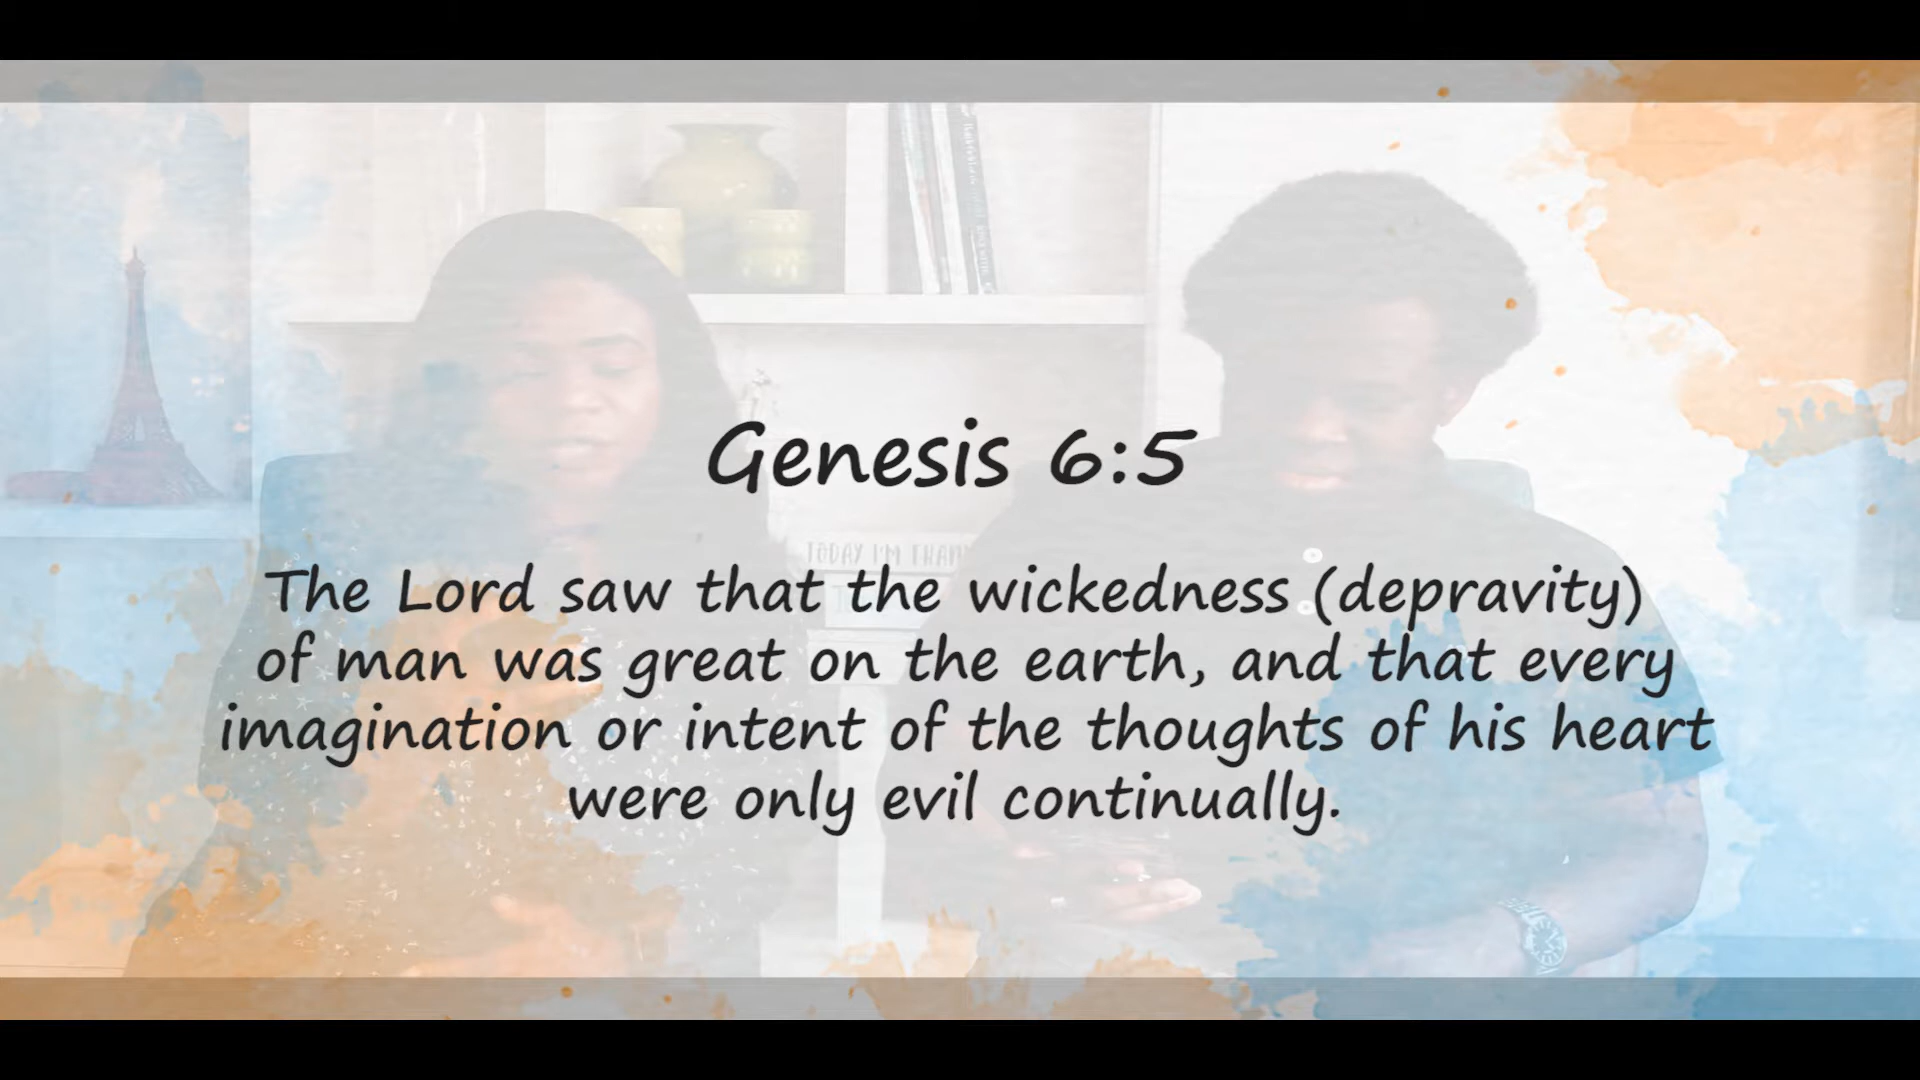 Genesis 6:5
The Lord saw that the wickedness (depravity)
of man was great on the earth, and that every
imagination or intent of the thoughts of his heart
were only evil continually.
TODAY I'M